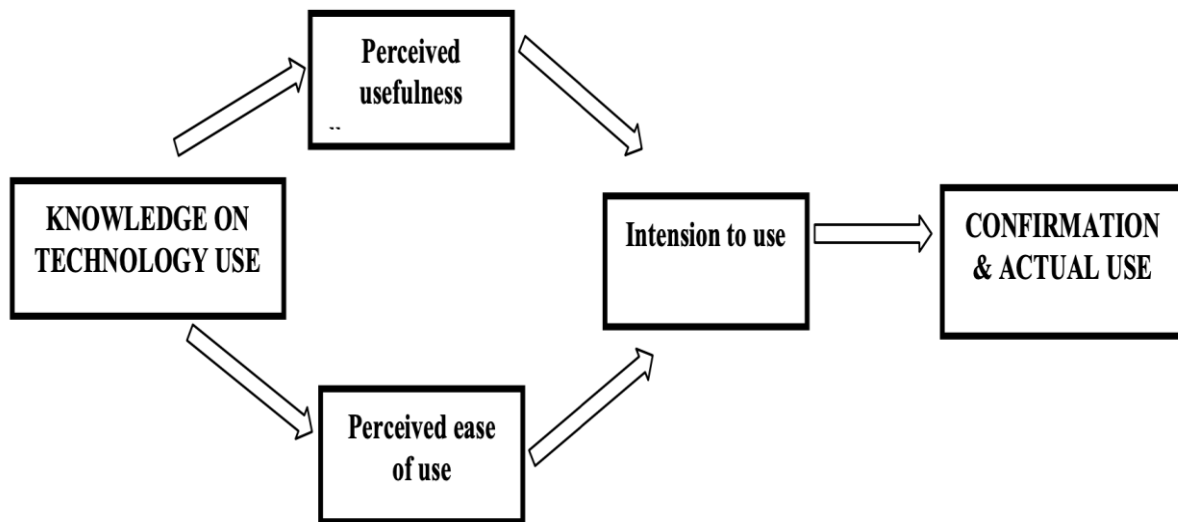 Perceived
usefulness
KNOWLEDGE ON
TECHNOLOGY USE
Intension to use
CONFIRMATION
& ACTUAL USE
Perceived ease
of use